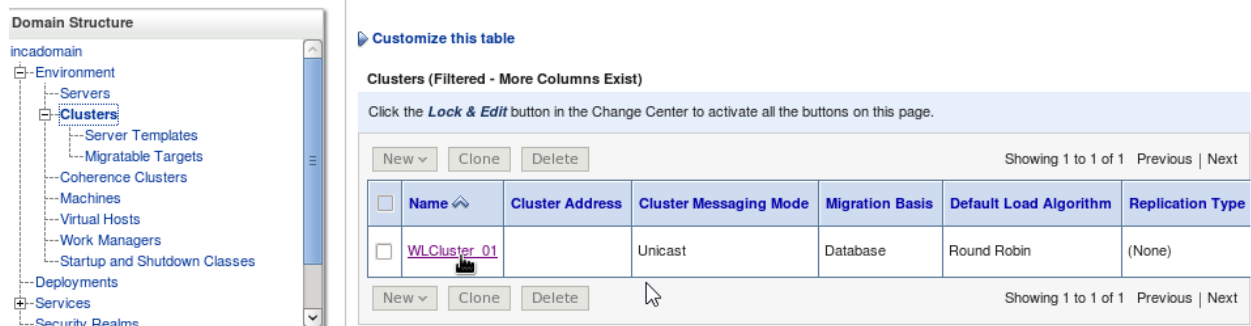 Domain Structure
incadomain
Environment
Servers
Clusters
Server Templates
Migratable Targets
Coherence Clusters
Machines
Virtual Hosts
Work Managers
Startup and Shutdown Classes
Deployments
Services
Security Realms
Customize this table
Clusters (Filtered - More Columns Exist)
Click the Lock & Edit button in the Change Center to activate all the buttons on this page.
New Clone Delete Showing 1 to 1 of 1 Previous | Next
Name Cluster Address Cluster Messaging Mode Migration Basis Default Load Algorithm Replication Type
WLCluster_01 Unicast Database Round Robin (None)
New Clone Delete Showing 1 to 1 of 1 Previous | Next